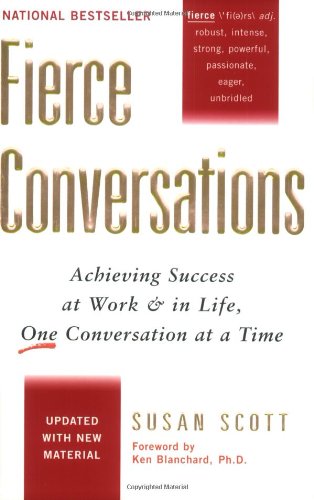 NATIONAL BESTSELLER
fierce \'fi(ə)rs\ adj.
robust, intense,
strong, powerful,
passionate,
eager,
unbridled
Fierce
Conversations
Achieving Success
at Work & in Life,
One Conversation at a Time
UPDATED
WITH NEW
MATERIAL
SUSAN SCOTT
Foreword by
Ken Blanchard, Ph.D.